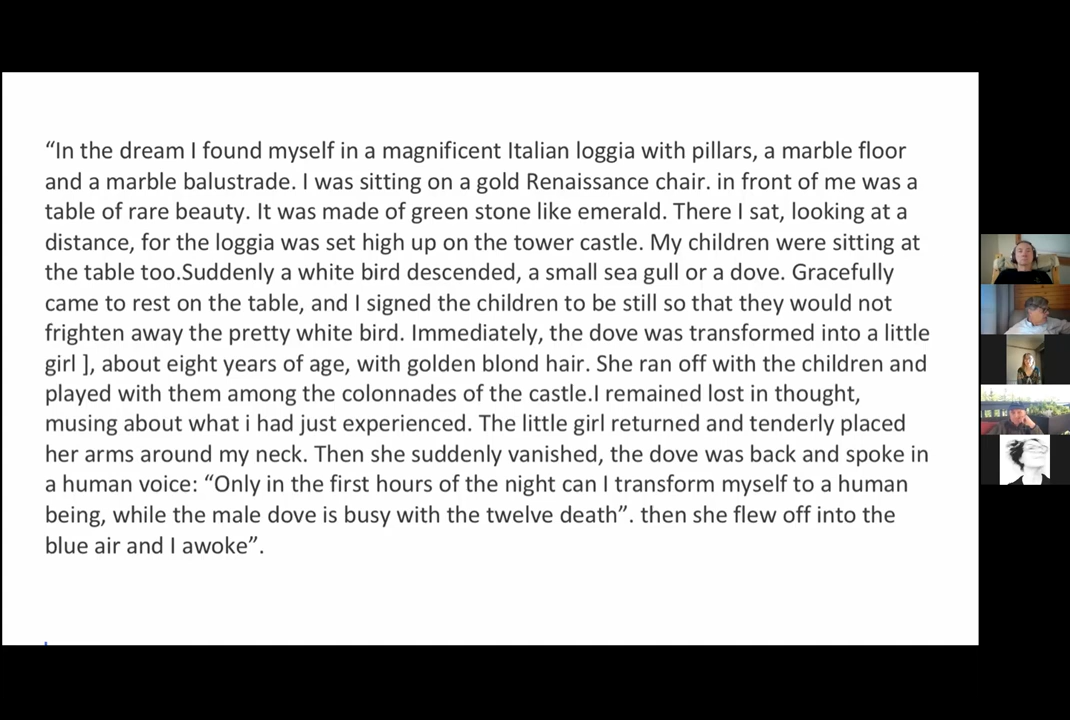 “In the dream I found myself in a magnificent Italian loggia with pillars, a marble floor
and a marble balustrade. I was sitting on a gold Renaissance chair. in front of me was a
table of rare beauty. It was made of green stone like emerald. There I sat, looking at a
distance, for the loggia was set high up on the tower castle. My children were sitting at
the table too.Suddenly a white bird descended, a small sea gull or a dove. Gracefully
came to rest on the table, and I signed the children to be still so that they would not
frighten away the pretty white bird. Immediately, the dove was transformed into a little
girl ], about eight years of age, with golden blond hair. She ran off with the children and
played with them among the colonnades of the castle.I remained lost in thought,
musing about what i had just experienced. The little girl returned and tenderly placed
her arms around my neck. Then she suddenly vanished, the dove was back and spoke in
a human voice: “Only in the first hours of the night can I transform myself to a human
being, while the male dove is busy with the twelve death”. then she flew off into the
blue air and I awoke”.